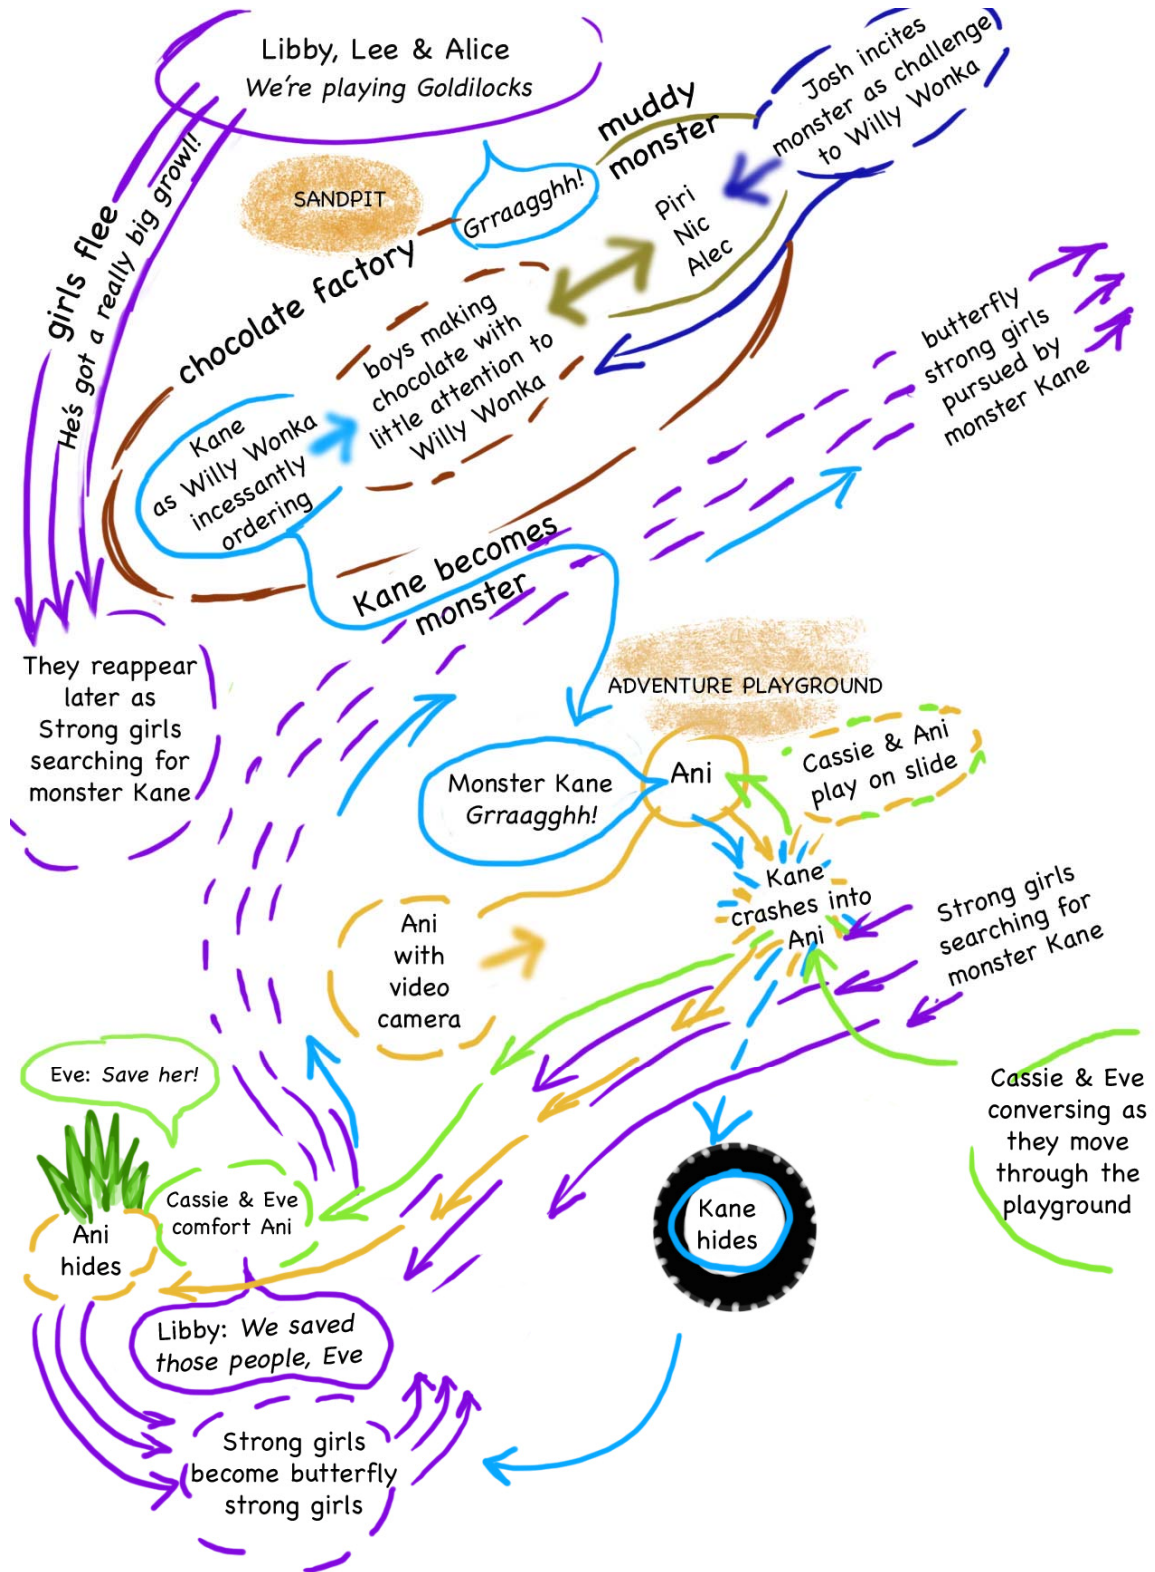 Libby, Lee & Alice
We're playing Goldilocks
Josh incites
monster as challenge
to Willy Wonka
muddy
monster
SANDPIT
Grraagghh!
Piri
Nic
Alec
girls flee
He's got a really big growl!
chocolate factory
boys making
chocolate with
little attention to
Willy Wonka
Kane
as Willy Wonka
incessantly
ordering
butterfly
strong girls
pursued by
monster Kane
Kane becomes
monster
They reappear
later as
Strong girls
searching for
monster Kane
ADVENTURE PLAYGROUND
Monster Kane
Grraagghh!
Ani
Cassie & Ani
play on slide
Kane
crashes into
Ani
Strong girls
searching for
monster Kane
Ani
with
video
camera
Eve: Save her!
Cassie & Eve
conversing as
they move
through the
playground
Cassie & Eve
comfort Ani
Ani
hides
Kane
hides
Libby: We saved
those people, Eve
Strong girls
become butterfly
strong girls